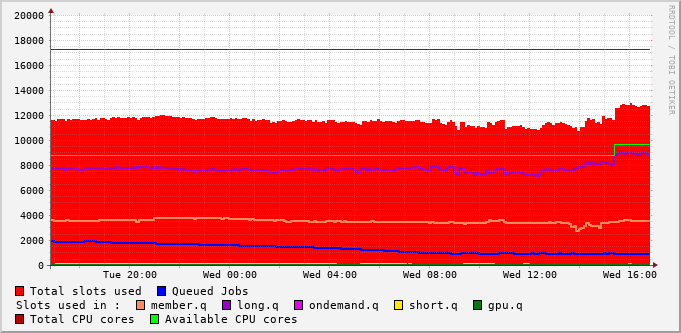 20000
18000
16000
14000
12000
10000
8000
6000
4000
2000
0
Tue 20:00 Wed 00:00 Wed 04:00 Wed 08:00 Wed 12:00 Wed 16:00
Total slots used Queued Jobs
Slots used in : member.q long.q ondemand.q short.q gpu.q
Total CPU cores Available CPU cores
RRDTOOL / TOBI OETIKER